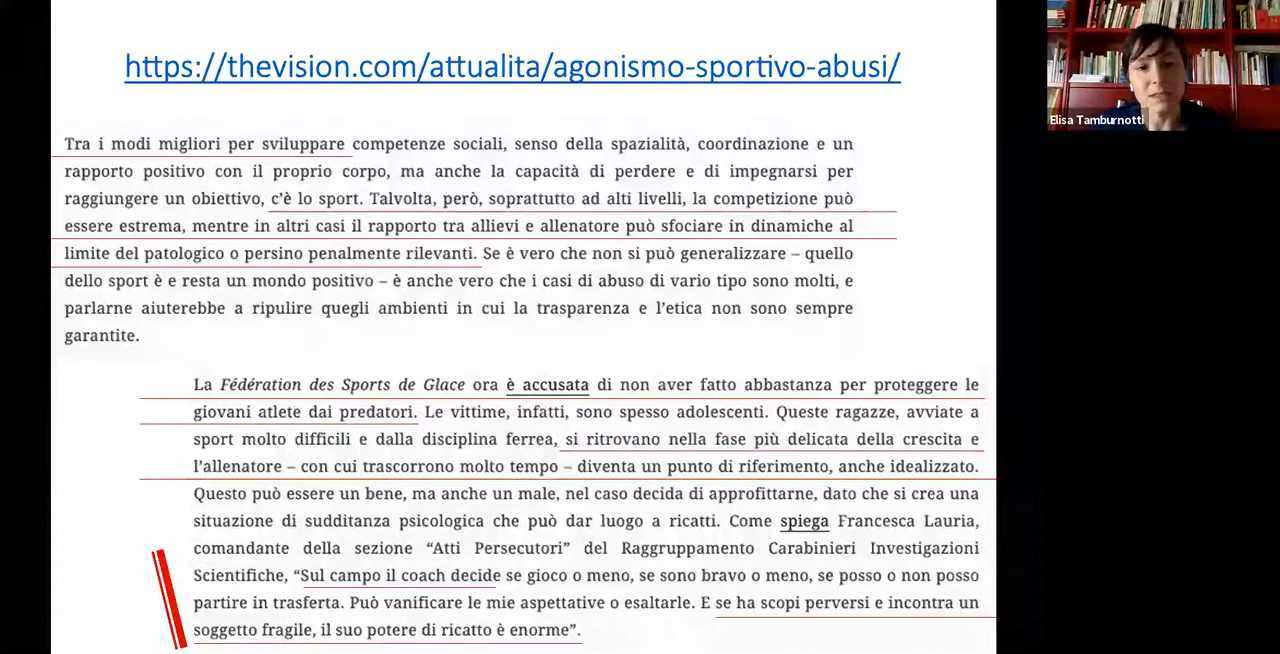 https://thevision.com/attualita/agonismo-sportivo-abusi/
Elisa Tamburnotti
Tra i modi migliori per sviluppare competenze sociali, senso della spazialità, coordinazione e un
rapporto positivo con il proprio corpo, ma anche la capacità di perdere e di impegnarsi per
raggiungere un obiettivo, c'è lo sport. Talvolta, però, soprattutto ad alti livelli, la competizione può
essere estrema, mentre in altri casi il rapporto tra allievi e allenatore può sfociare in dinamiche al
limite del patologico o persino penalmente rilevanti. Se è vero che non si può generalizzare – quello
dello sport è e resta un mondo positivo – è anche vero che i casi di abuso di vario tipo sono molti, e
parlarne aiuterebbe a ripulire quegli ambienti in cui la trasparenza e l'etica non sono sempre
garantite.
La Fédération des Sports de Glace ora è accusata di non aver fatto abbastanza per proteggere le
giovani atlete dai predatori. Le vittime, infatti, sono spesso adolescenti. Queste ragazze, avviate a
sport molto difficili e dalla disciplina ferrea, si ritrovano nella fase più delicata della crescita e
l'allenatore – con cui trascorrono molto tempo – diventa un punto di riferimento, anche idealizzato.
Questo può essere un bene, ma anche un male, nel caso decida di approfittarne, dato che si crea una
situazione di sudditanza psicologica che può dar luogo a ricatti. Come spiega Francesca Lauria,
comandante della sezione “Atti Persecutori” del Raggruppamento Carabinieri Investigazioni
Scientifiche, “Sul campo il coach decide se gioco o meno, se sono bravo o meno, se posso o non posso
partire in trasferta. Può vanificare le mie aspettative o esaltarle. E se ha scopi perversi e incontra un
soggetto fragile, il suo potere di ricatto è enorme”.